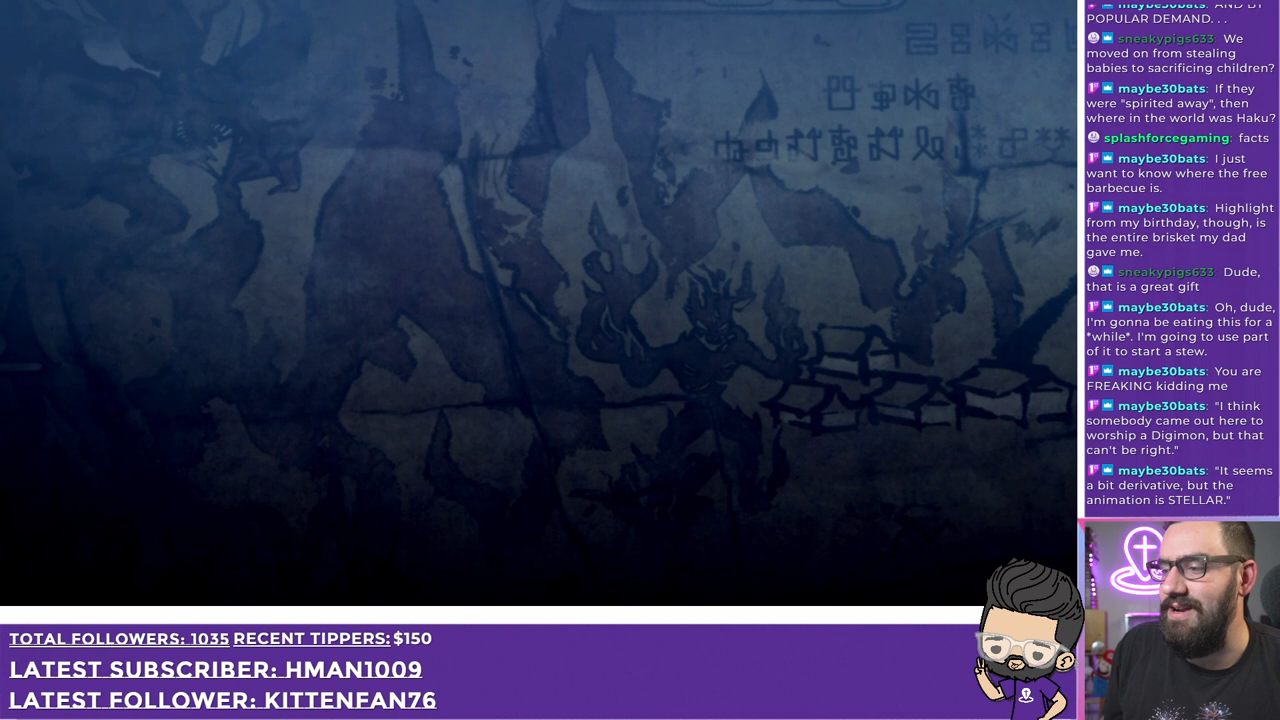 maybe30bats: AND BY
POPULAR DEMAND. . .
sneakypigs633 We
moved on from stealing
babies to sacrificing children?
maybe30bats: If they
were "spirited away", then
where in the world was Haku?
splashforcegaming: facts
maybe30bats: I just
want to know where the free
barbecue is.
maybe30bats: Highlight
from my birthday, though, is
the entire brisket my dad
gave me.
sneakypigs633 Dude,
that is a great gift
maybe30bats: Oh, dude,
I'm gonna be eating this for a
*while*. I'm going to use part
of it to start a stew.
maybe30bats: You are
FREAKING kidding me
maybe30bats: "I think
somebody came out here to
worship a Digimon, but that
can't be right."
maybe30bats: "It seems
a bit derivative, but the
animation is STELLAR."
TOTAL FOLLOWERS: 1035 RECENT TIPPERS: $150
LATEST SUBSCRIBER: HMAN1009
LATEST FOLLOWER: KITTENFAN76